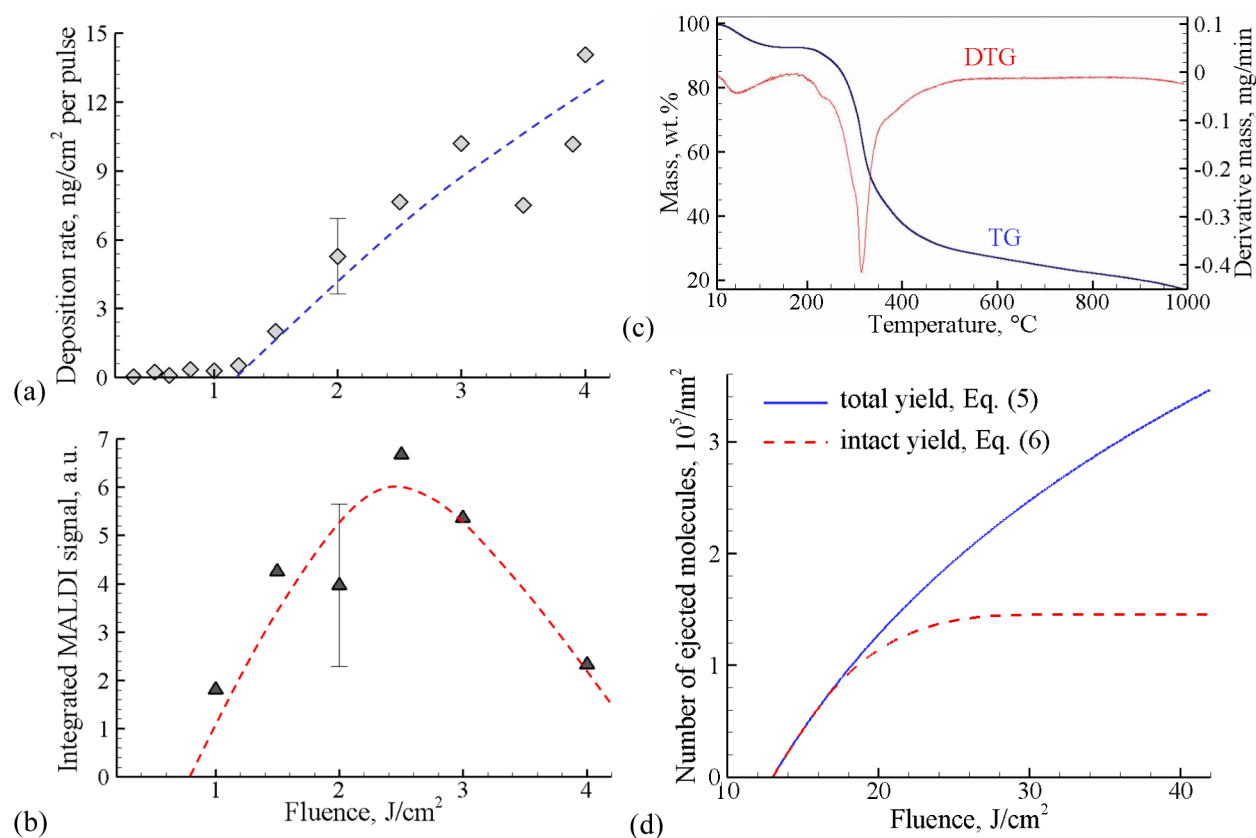 (a)
Deposition rate, ng/cm² per pulse
15
12
9
6
3
0
1 2 3 4
(b)
Integrated MALDI signal, a.u.
7
6
5
4
3
2
1
0
1 2 3 4
Fluence, J/cm²
(c)
Mass, wt.%
100
80
60
40
20
DTG
TG
0.1
0
-0.1
-0.2
-0.3
-0.4
Derivative mass, mg/min
10 200 400 600 800 1000
Temperature, °C
(d)
Number of ejected molecules, 10⁵/nm²
3
2
1
0
total yield, Eq. (5)
intact yield, Eq. (6)
10 20 30 40
Fluence, J/cm²